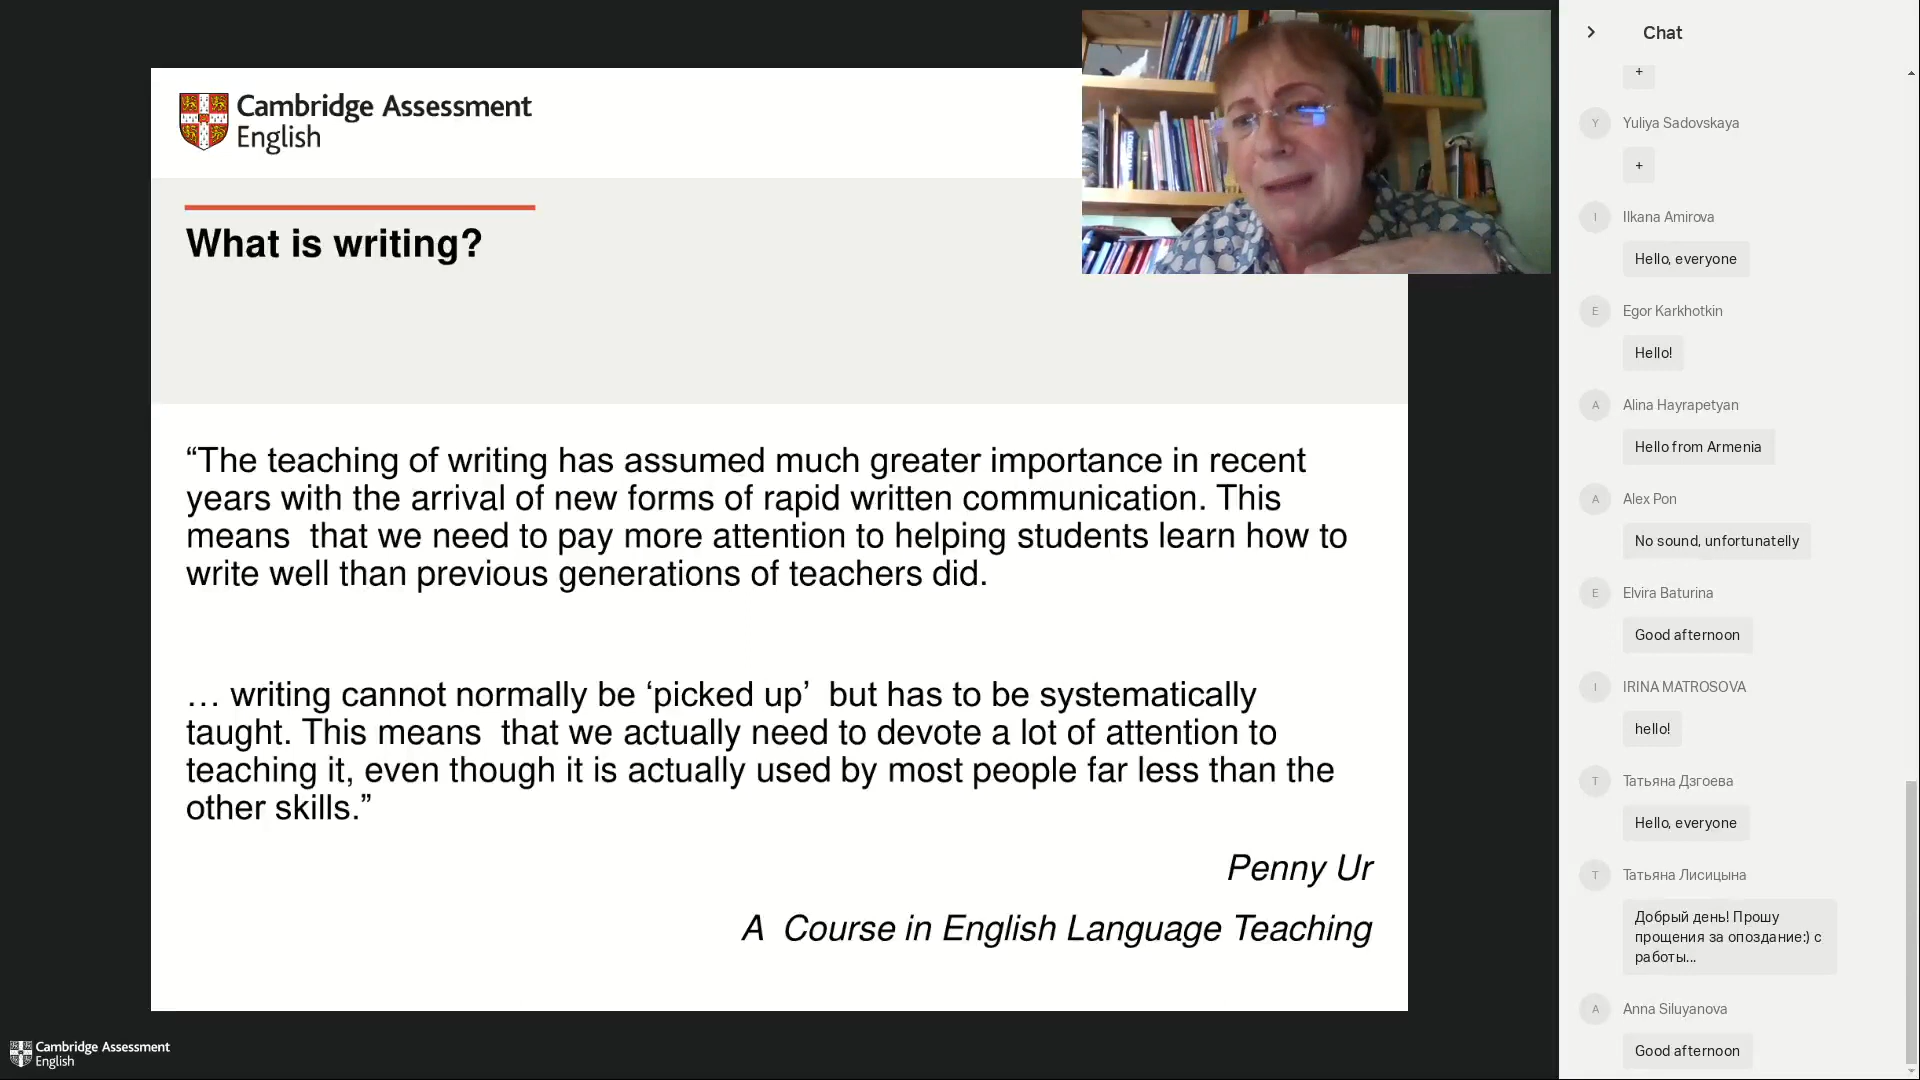 Cambridge Assessment
English
What is writing?
“The teaching of writing has assumed much greater importance in recent
years with the arrival of new forms of rapid written communication. This
means that we need to pay more attention to helping students learn how to
write well than previous generations of teachers did.
… writing cannot normally be ‘picked up’ but has to be systematically
taught. This means that we actually need to devote a lot of attention to
teaching it, even though it is actually used by most people far less than the
other skills.”
Penny Ur
A Course in English Language Teaching
Cambridge Assessment
English
Chat
+
Y
Yuliya Sadovskaya
+
I
Ilkana Amirova
Hello, everyone
E
Egor Karkhotkin
Hello!
A
Alina Hayrapetyan
Hello from Armenia
A
Alex Pon
No sound, unfortunatelly
E
Elvira Baturina
Good afternoon
I
IRINA MATROSOVA
hello!
Т
Татьяна Дзгоева
Hello, everyone
Т
Татьяна Лисицына
Добрый день! Прошу
прощения за опоздание:) с
работы...
A
Anna Siluyanova
Good afternoon